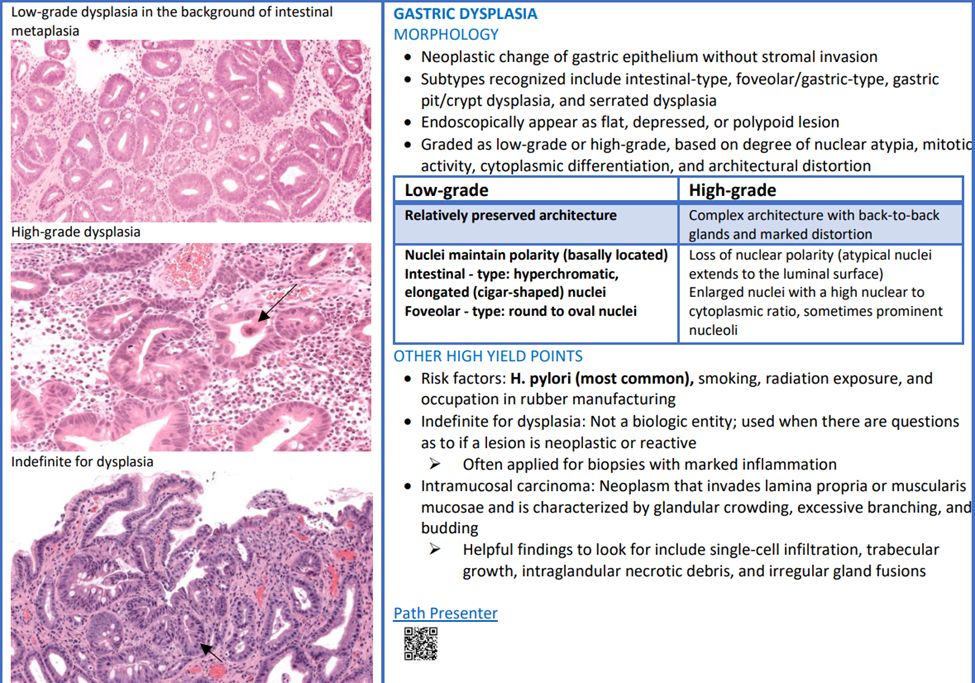 Low-grade dysplasia in the background of intestinal
metaplasia
High-grade dysplasia
Indefinite for dysplasia
GASTRIC DYSPLASIA
MORPHOLOGY
• Neoplastic change of gastric epithelium without stromal invasion
• Subtypes recognized include intestinal-type, foveolar/gastric-type, gastric
pit/crypt dysplasia, and serrated dysplasia
• Endoscopically appear as flat, depressed, or polypoid lesion
• Graded as low-grade or high-grade, based on degree of nuclear atypia, mitotic
activity, cytoplasmic differentiation, and architectural distortion
Low-grade
High-grade
Relatively preserved architecture
Complex architecture with back-to-back
glands and marked distortion
Nuclei maintain polarity (basally located)
Intestinal - type: hyperchromatic,
elongated (cigar-shaped) nuclei
Foveolar - type: round to oval nuclei
Loss of nuclear polarity (atypical nuclei
extends to the luminal surface)
Enlarged nuclei with a high nuclear to
cytoplasmic ratio, sometimes prominent
nucleoli
OTHER HIGH YIELD POINTS
• Risk factors: H. pylori (most common), smoking, radiation exposure, and
occupation in rubber manufacturing
• Indefinite for dysplasia: Not a biologic entity; used when there are questions
as to if a lesion is neoplastic or reactive
➢ Often applied for biopsies with marked inflammation
• Intramucosal carcinoma: Neoplasm that invades lamina propria or muscularis
mucosae and is characterized by glandular crowding, excessive branching, and
budding
➢ Helpful findings to look for include single-cell infiltration, trabecular
growth, intraglandular necrotic debris, and irregular gland fusions
Path Presenter